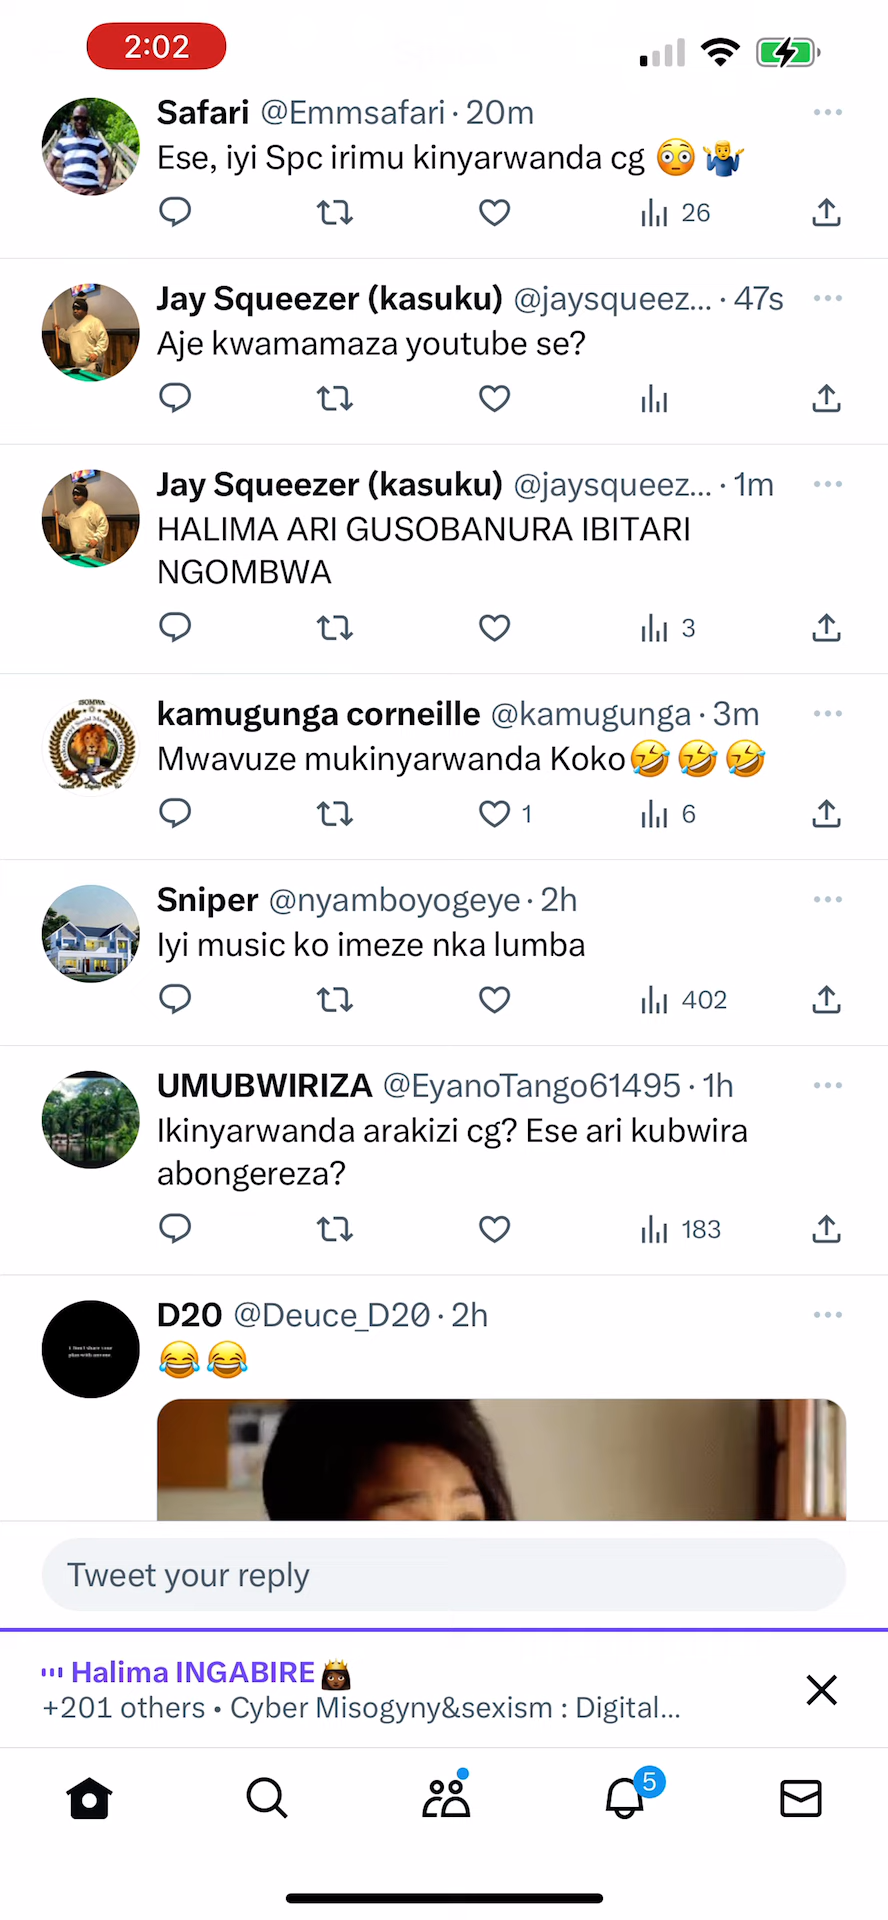 2:02
Safari @Emmsafari · 20m
Ese, iyi Spc irimu kinyarwanda cg 😳 🤷‍♂️
26
Jay Squeezer (kasuku) @jaysqueez... · 47s
Aje kwamamaza youtube se?
Jay Squeezer (kasuku) @jaysqueez... · 1m
HALIMA ARI GUSOBANURA IBITARI
NGOMBWA
3
kamugunga corneille @kamugunga · 3m
Mwavuze mukinyarwanda Koko🤣 🤣 🤣
1
6
Sniper @nyamboyogeye · 2h
Iyi music ko imeze nka lumba
402
UMUBWIRIZA @EyanoTango61495 · 1h
Ikinyarwanda arakizi cg? Ese ari kubwira
abongereza?
183
D20 @Deuce_D20 · 2h
😂 😂
Tweet your reply
Halima INGABIRE👸🏿
+201 others • Cyber Misogyny&sexism : Digital...
5